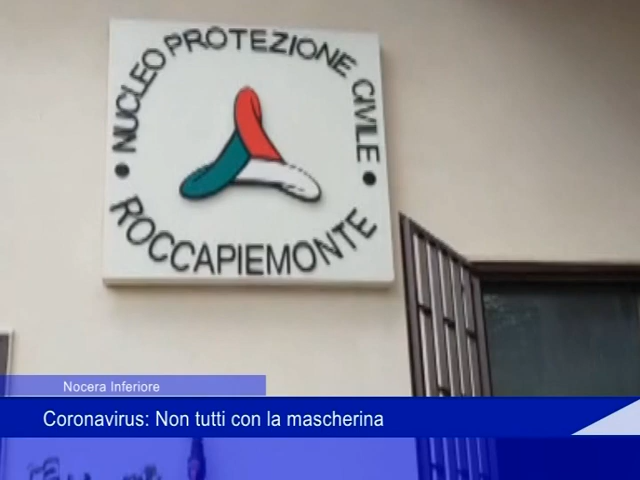 NUCLEO PROTEZIONE CIVILE
ROCCAPIEMONTE
Nocera Inferiore
Coronavirus: Non tutti con la mascherina